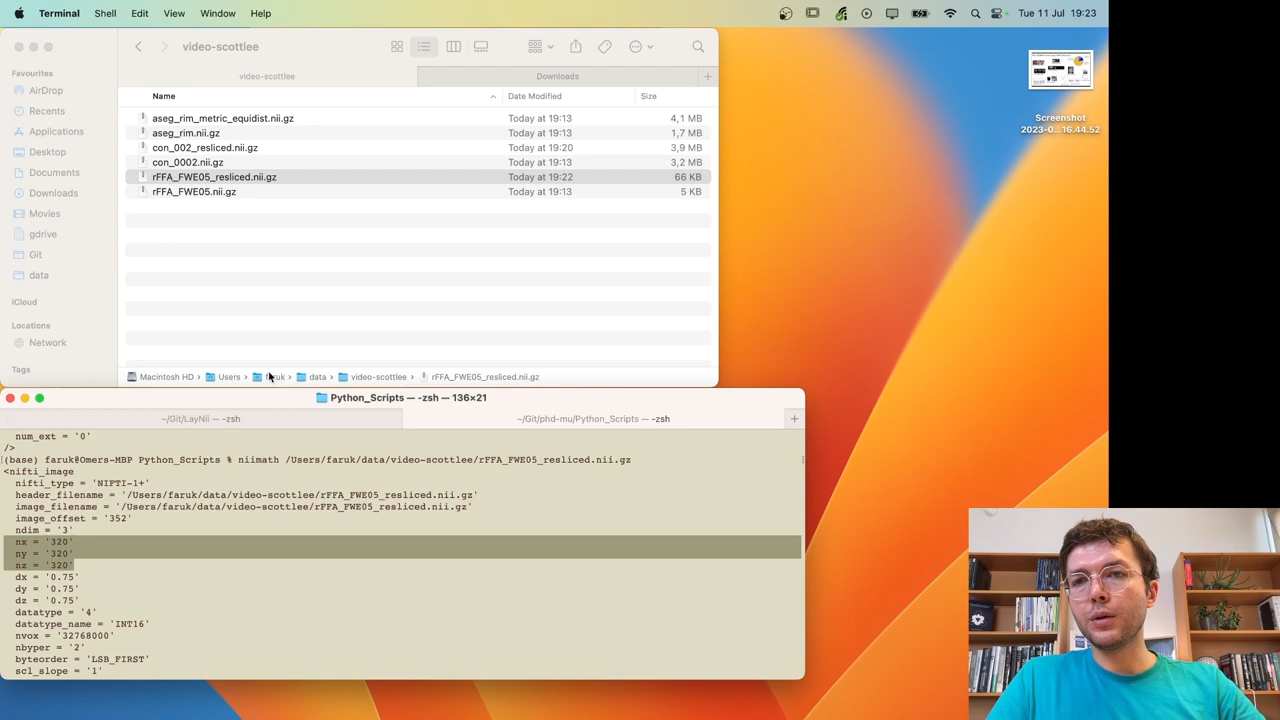 Terminal Shell Edit View Window Help Tue 11 Jul 19:23
video-scottlee
Favourites
AirDrop
Recents
Applications
Desktop
Documents
Downloads
Movies
gdrive
Git
data
iCloud
Locations
Network
Tags
video-scottlee Downloads
Name Date Modified Size
aseg_rim_metric_equidist.nii.gz Today at 19:13 4,1 MB
aseg_rim.nii.gz Today at 19:13 1,7 MB
con_002_resliced.nii.gz Today at 19:20 3,9 MB
con_0002.nii.gz Today at 19:13 3,2 MB
rFFA_FWE05_resliced.nii.gz Today at 19:22 66 KB
rFFA_FWE05.nii.gz Today at 19:13 5 KB
Macintosh HD › Users › faruk › data › video-scottlee › rFFA_FWE05_resliced.nii.gz
Screenshot
2023-0...16.44.52
Python_Scripts — -zsh — 136×21
~/Git/LayNii — -zsh ~/Git/phd-mu/Python_Scripts — -zsh
num_ext = '0'
/>
(base) faruk@Omers-MBP Python_Scripts % niimath /Users/faruk/data/video-scottlee/rFFA_FWE05_resliced.nii.gz
<nifti_image
nifti_type = 'NIFTI-1+'
header_filename = '/Users/faruk/data/video-scottlee/rFFA_FWE05_resliced.nii.gz'
image_filename = '/Users/faruk/data/video-scottlee/rFFA_FWE05_resliced.nii.gz'
image_offset = '352'
ndim = '3'
nx = '320'
ny = '320'
nz = '320'
dx = '0.75'
dy = '0.75'
dz = '0.75'
datatype = '4'
datatype_name = 'INT16'
nvox = '32768000'
nbyper = '2'
byteorder = 'LSB_FIRST'
scl_slope = '1'